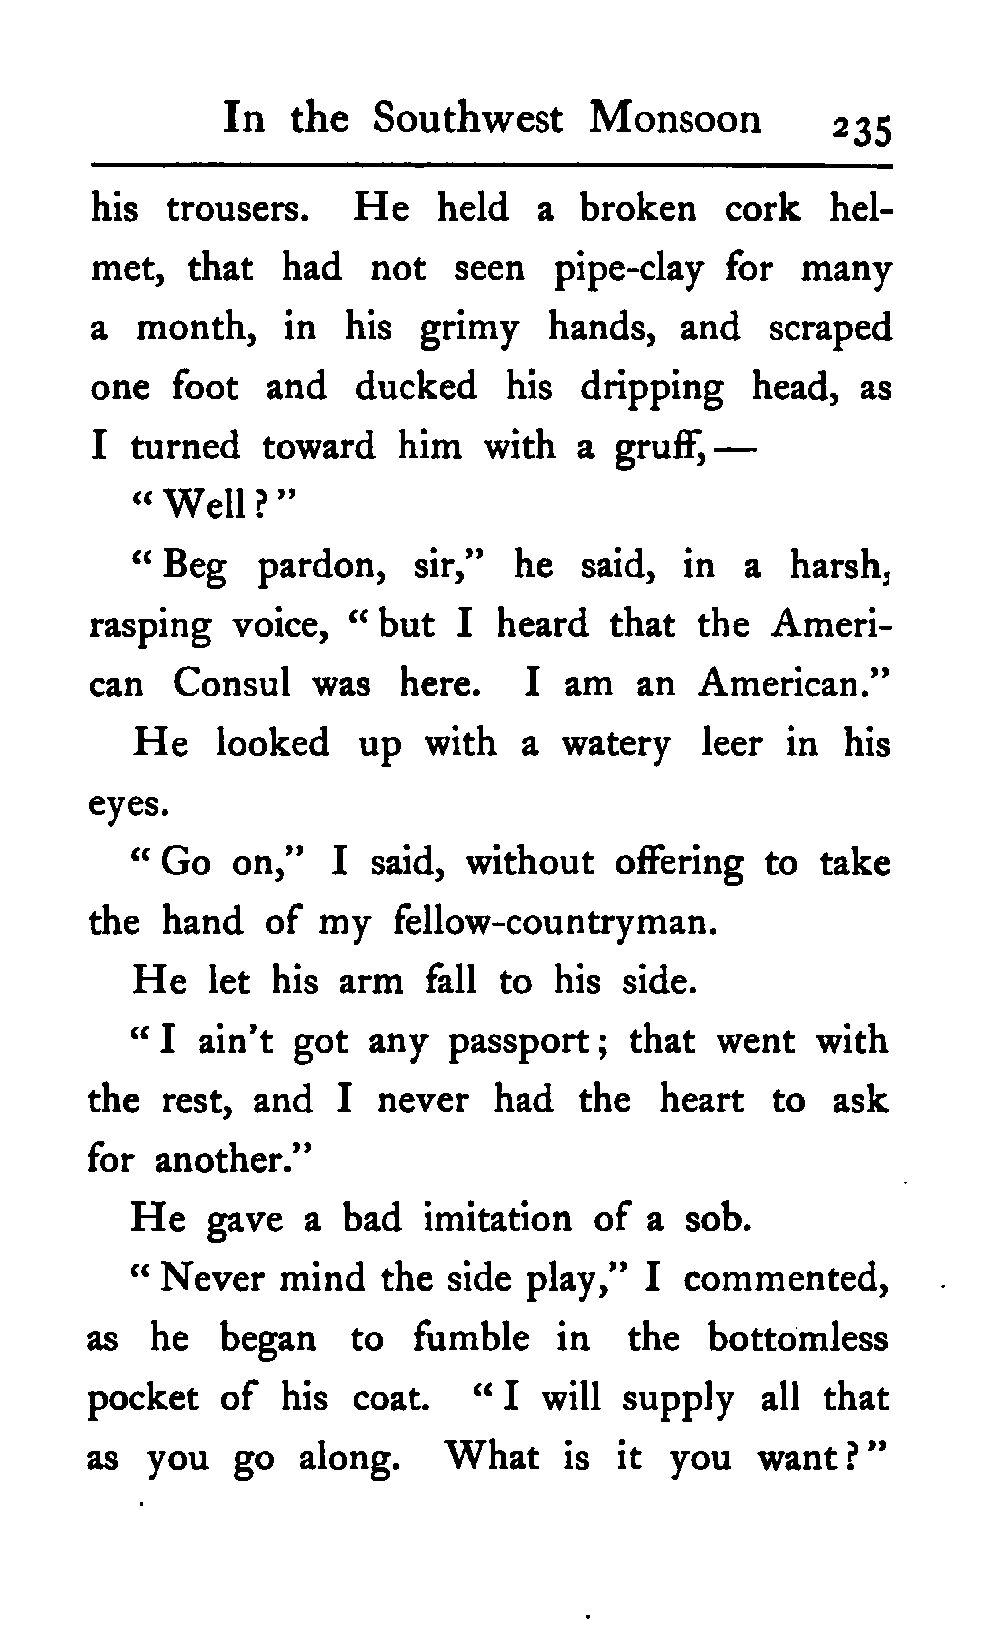 In the Southwest Monsoon 235
his trousers. He held a broken cork hel-
met, that had not seen pipe-clay for many
a month, in his grimy hands, and scraped
one foot and ducked his dripping head, as
I turned toward him with a gruff,—
“Well?”
“Beg pardon, sir,” he said, in a harsh,
rasping voice, “but I heard that the Ameri-
can Consul was here. I am an American.”
He looked up with a watery leer in his
eyes.
“Go on,” I said, without offering to take
the hand of my fellow-countryman.
He let his arm fall to his side.
“I ain’t got any passport; that went with
the rest, and I never had the heart to ask
for another.”
He gave a bad imitation of a sob.
“Never mind the side play,” I commented,
as he began to fumble in the bottomless
pocket of his coat. “I will supply all that
as you go along. What is it you want?”